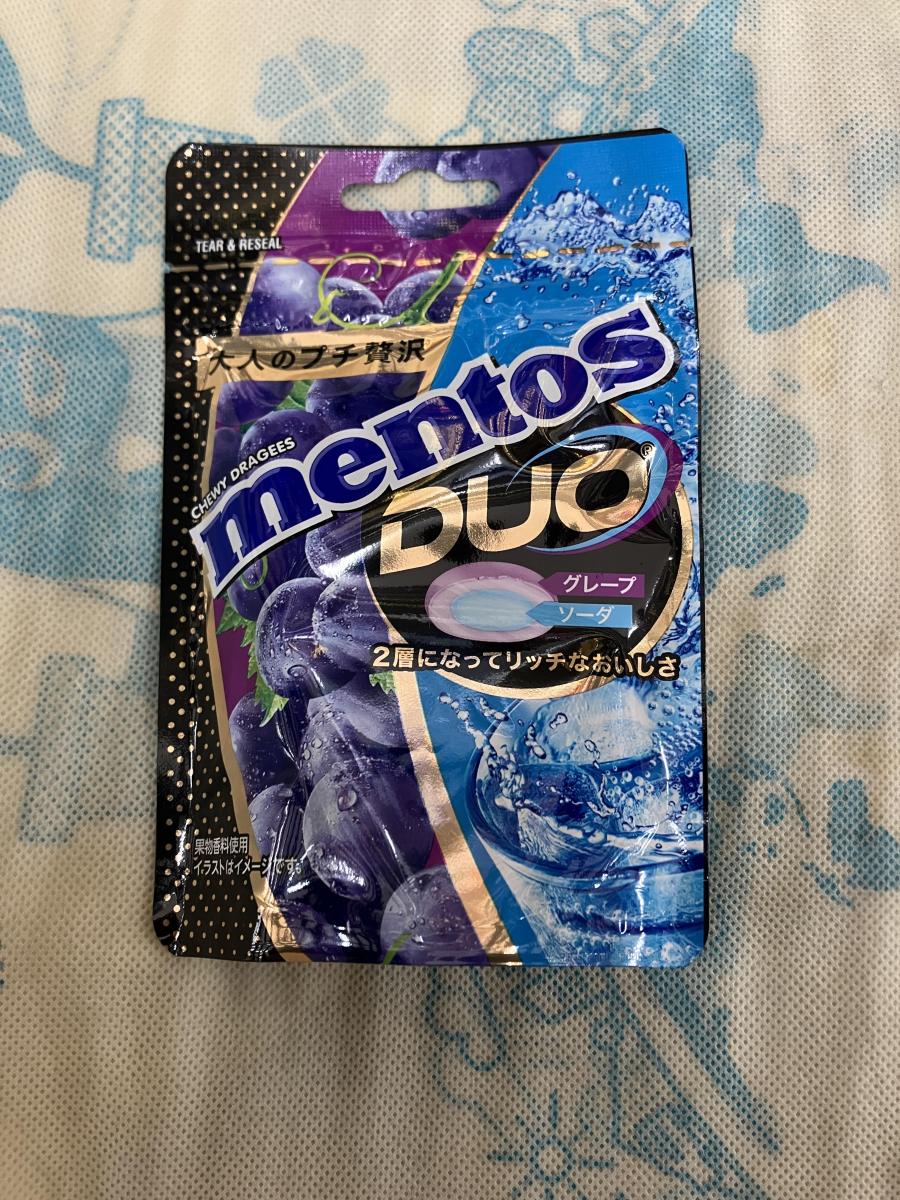 TEAR & RESEAL
大人のプチ贅沢
CHEWY DRAGEES
mentos®
DUO®
グレープ
ソーダ
2層になってリッチなおいしさ
果物香料使用
イラストはイメージです。